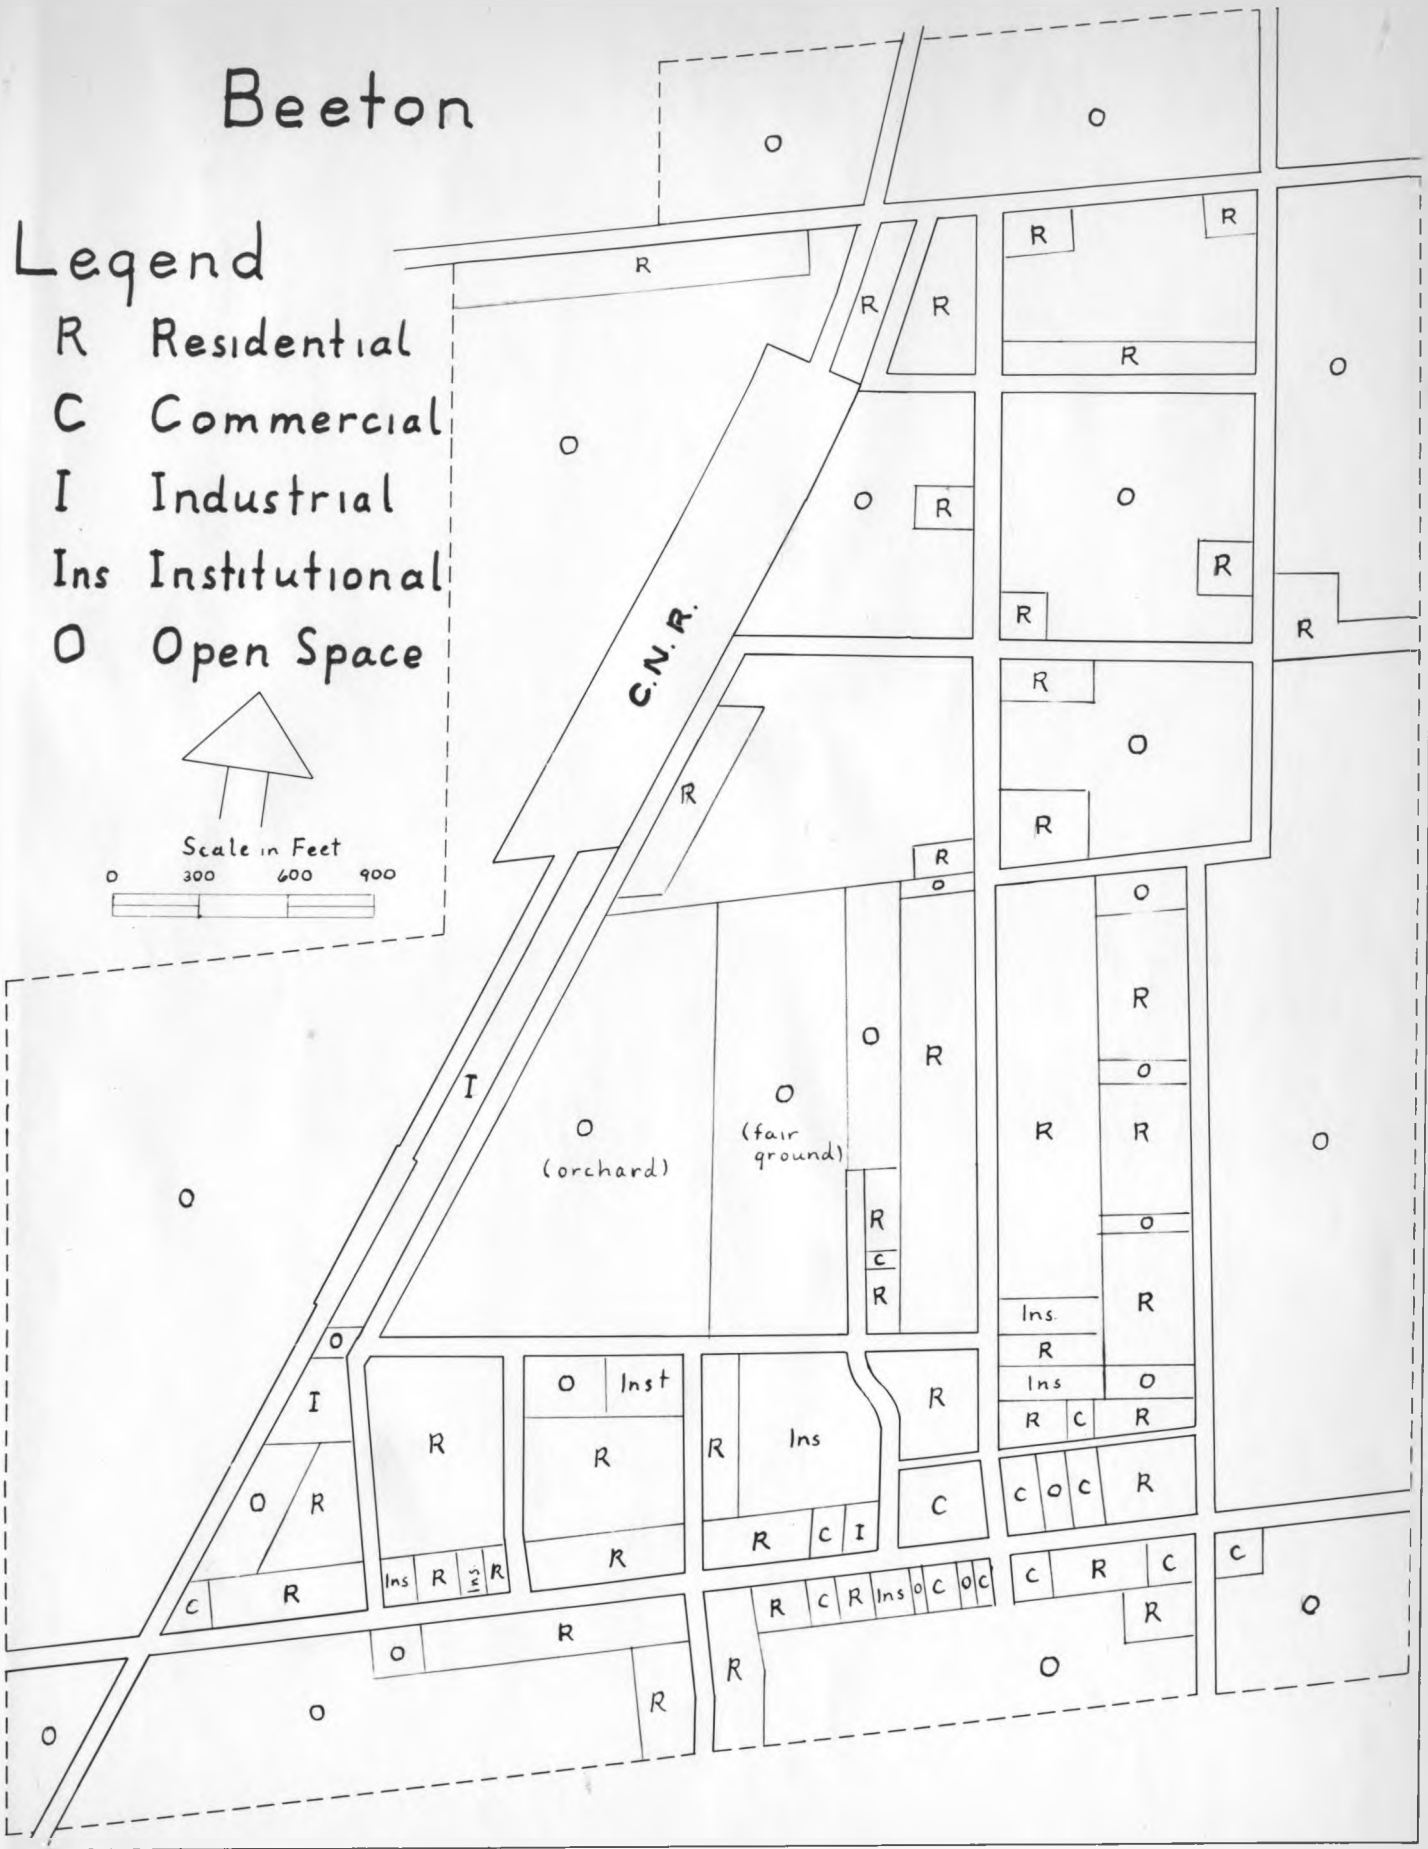 Beeton
Legend
R Residential
C Commercial
I Industrial
Ins Institutional
O Open Space
Scale in Feet
0 300 600 900
O
O
R
R
R
R
R
R
O
O
O
R
O
R
R
R
C.N.R.
R
O
R
R
R
O
O
R
O
R
I
O
O
(orchard)
O
(fair
ground)
R
R
O
O
R
O
R
C
R
R
Ins.
R
Ins
O
R C R
O
I
O R
C R
R
O Inst
R
R
R
Ins
R C I
R
C
C O C R
Ins R Ins. R
R C R Ins O C O C
C R C
C
R
O
O
R
R
R
O
O
O